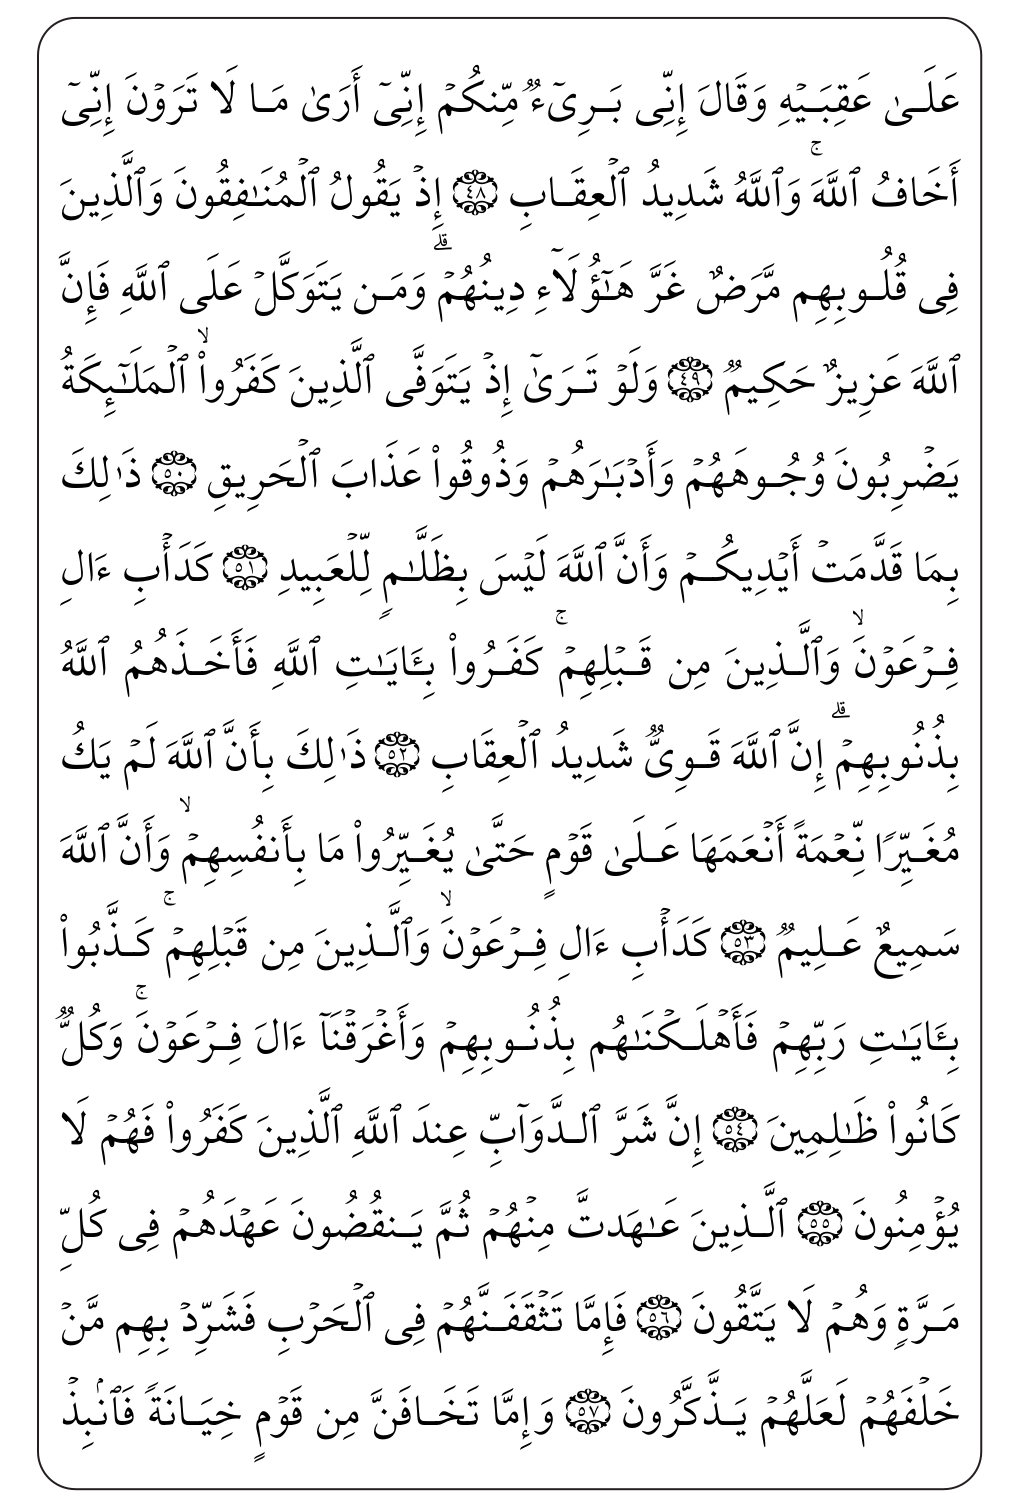 عَلَىٰ عَقِبَيۡهِ وَقَالَ إِنِّي بَرِيٓءٞ مِّنكُمۡ إِنِّيٓ أَرَىٰ مَا لَا تَرَوۡنَ إِنِّيٓ
أَخَافُ ٱللَّهَۚ وَٱللَّهُ شَدِيدُ ٱلۡعِقَابِ ٤٨ إِذۡ يَقُولُ ٱلۡمُنَٰفِقُونَ وَٱلَّذِينَ
فِي قُلُوبِهِم مَّرَضٌ غَرَّ هَٰٓؤُلَآءِ دِينُهُمۡۗ وَمَن يَتَوَكَّلۡ عَلَى ٱللَّهِ فَإِنَّ
ٱللَّهَ عَزِيزٌ حَكِيمٞ ٤٩ وَلَوۡ تَرَىٰٓ إِذۡ يَتَوَفَّى ٱلَّذِينَ كَفَرُواْۙ ٱلۡمَلَٰٓئِكَةُ
يَضۡرِبُونَ وُجُوهَهُمۡ وَأَدۡبَٰرَهُمۡ وَذُوقُواْ عَذَابَ ٱلۡحَرِيقِ ٥٠ ذَٰلِكَ
بِمَا قَدَّمَتۡ أَيۡدِيكُمۡ وَأَنَّ ٱللَّهَ لَيۡسَ بِظَلَّٰمٖ لِّلۡعَبِيدِ ٥١ كَدَأۡبِ ءَالِ
فِرۡعَوۡنَۙ وَٱلَّذِينَ مِن قَبۡلِهِمۡۚ كَفَرُواْ بِـَٔايَٰتِ ٱللَّهِ فَأَخَذَهُمُ ٱللَّهُ
بِذُنُوبِهِمۡۗ إِنَّ ٱللَّهَ قَوِيّٞ شَدِيدُ ٱلۡعِقَابِ ٥٢ ذَٰلِكَ بِأَنَّ ٱللَّهَ لَمۡ يَكُ
مُغَيِّرٗا نِّعۡمَةً أَنۡعَمَهَا عَلَىٰ قَوۡمٍ حَتَّىٰ يُغَيِّرُواْ مَا بِأَنفُسِهِمۡۙ وَأَنَّ ٱللَّهَ
سَمِيعٌ عَلِيمٞ ٥٣ كَدَأۡبِ ءَالِ فِرۡعَوۡنَۙ وَٱلَّذِينَ مِن قَبۡلِهِمۡۚ كَذَّبُواْ
بِـَٔايَٰتِ رَبِّهِمۡ فَأَهۡلَكۡنَٰهُم بِذُنُوبِهِمۡ وَأَغۡرَقۡنَآ ءَالَ فِرۡعَوۡنَۚ وَكُلّٞ
كَانُواْ ظَٰلِمِينَ ٥٤ إِنَّ شَرَّ ٱلدَّوَآبِّ عِندَ ٱللَّهِ ٱلَّذِينَ كَفَرُواْ فَهُمۡ لَا
يُؤۡمِنُونَ ٥٥ ٱلَّذِينَ عَٰهَدتَّ مِنۡهُمۡ ثُمَّ يَنقُضُونَ عَهۡدَهُمۡ فِي كُلِّ
مَرَّةٖ وَهُمۡ لَا يَتَّقُونَ ٥٦ فَإِمَّا تَثۡقَفَنَّهُمۡ فِي ٱلۡحَرۡبِ فَشَرِّدۡ بِهِم مَّنۡ
خَلۡفَهُمۡ لَعَلَّهُمۡ يَذَّكَّرُونَ ٥٧ وَإِمَّا تَخَافَنَّ مِن قَوۡمٍ خِيَانَةٗ فَٱنۢبِذۡ